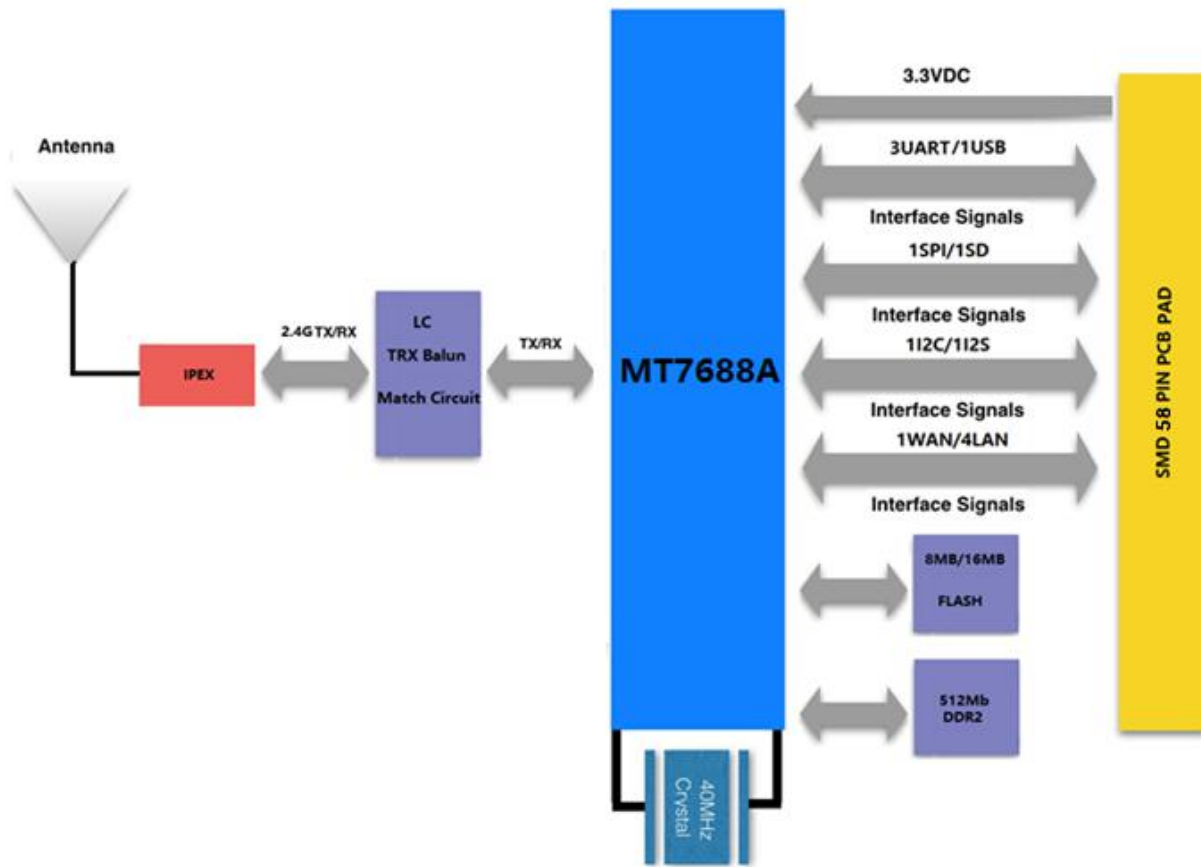 Antenna
IPEX
2.4G TX/RX
LC
TRX Balun
Match Circuit
TX/RX
MT7688A
3.3VDC
3UART/1USB
Interface Signals
1SPI/1SD
Interface Signals
1I2C/1I2S
Interface Signals
1WAN/4LAN
Interface Signals
8MB/16MB
FLASH
512Mb
DDR2
SMD 58 PIN PCB PAD
40MHz
Crystal